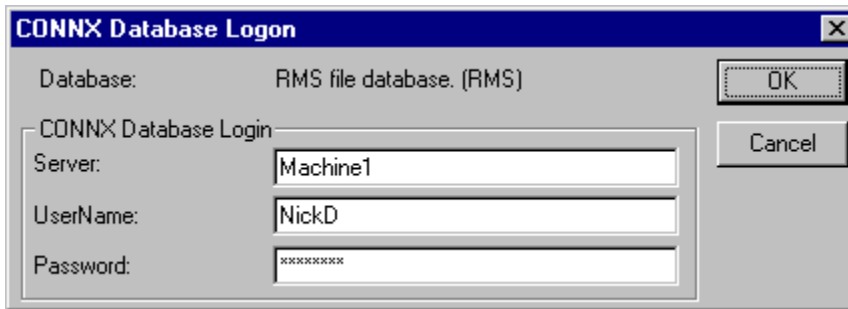 CONNX Database Logon
Database: RMS file database. (RMS)
OK
CONNX Database Login
Cancel
Server: Machine1
UserName: NickD
Password: ********